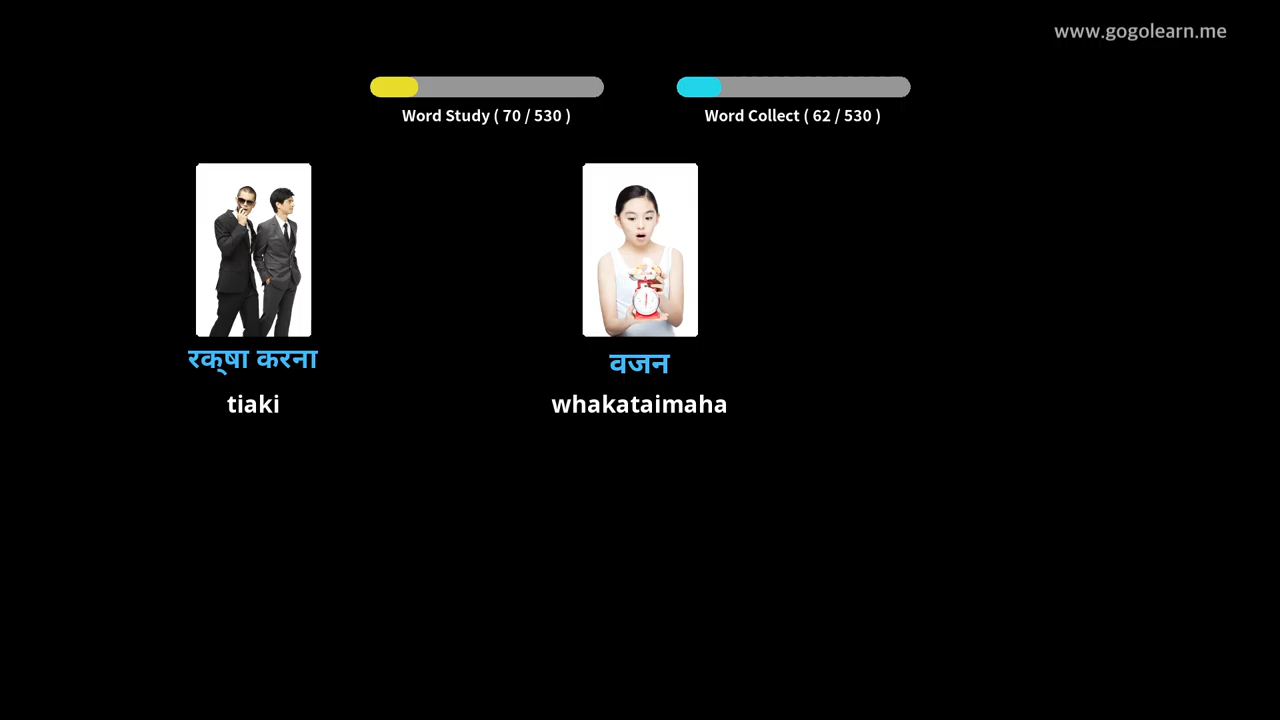 www.gogolearn.me
Word Study ( 70 / 530 )
Word Collect ( 62 / 530 )
रक्षा करना
वजन
tiaki
whakataimaha